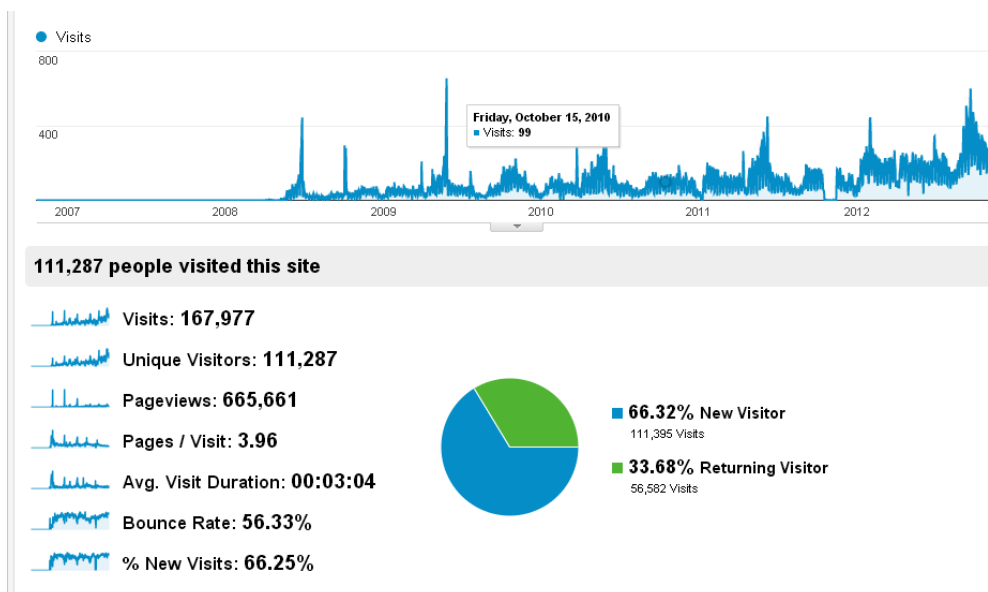 Visits
800
400
Friday, October 15, 2010
Visits: 99
2007 2008 2009 2010 2011 2012
111,287 people visited this site
Visits: 167,977
Unique Visitors: 111,287
Pageviews: 665,661
Pages / Visit: 3.96
Avg. Visit Duration: 00:03:04
Bounce Rate: 56.33%
% New Visits: 66.25%
66.32% New Visitor
111,395 Visits
33.68% Returning Visitor
56,582 Visits